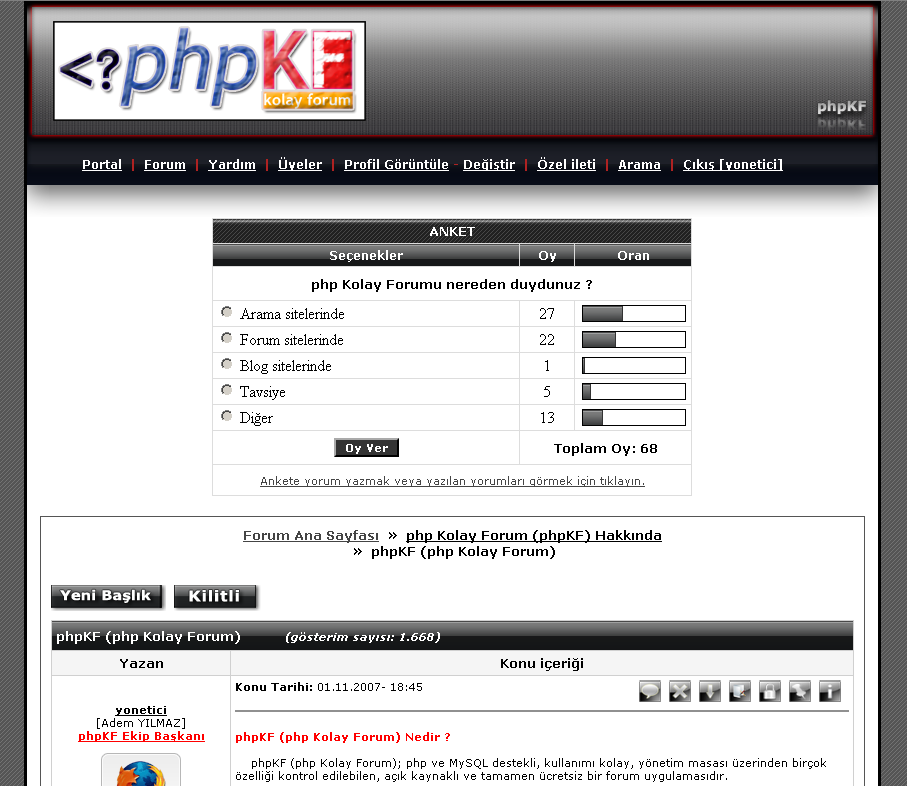 <?phpKF
kolay forum
phpKF
Portal | Forum | Yardım | Üyeler | Profil Görüntüle - Değiştir | Özel ileti | Arama | Çıkış [yonetici]
ANKET
Seçenekler Oy Oran
php Kolay Forumu nereden duydunuz ?
Arama sitelerinde 27
Forum sitelerinde 22
Blog sitelerinde 1
Tavsiye 5
Diğer 13
Oy Ver Toplam Oy: 68
Ankete yorum yazmak veya yazılan yorumları görmek için tıklayın.
Forum Ana Sayfası » php Kolay Forum (phpKF) Hakkında
» phpKF (php Kolay Forum)
Yeni Başlık Kilitli
phpKF (php Kolay Forum) (gösterim sayısı: 1.668)
Yazan Konu içeriği
Konu Tarihi: 01.11.2007- 18:45
yonetici
[Adem YILMAZ]
phpKF Ekip Başkanı
phpKF (php Kolay Forum) Nedir ?
phpKF (php Kolay Forum); php ve MySQL destekli, kullanımı kolay, yönetim masası üzerinden birçok
özelliği kontrol edilebilen, açık kaynaklı ve tamamen ücretsiz bir forum uygulamasıdır.